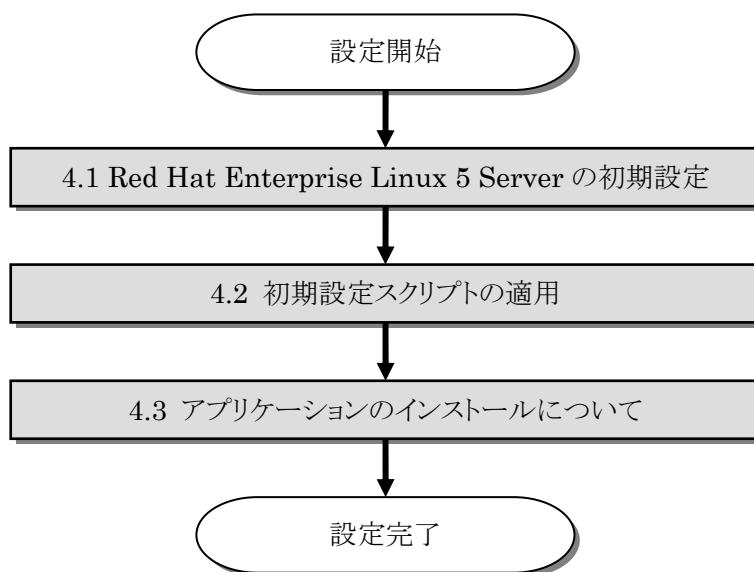 設定開始
4.1 Red Hat Enterprise Linux 5 Server の初期設定
4.2 初期設定スクリプトの適用
4.3 アプリケーションのインストールについて
設定完了